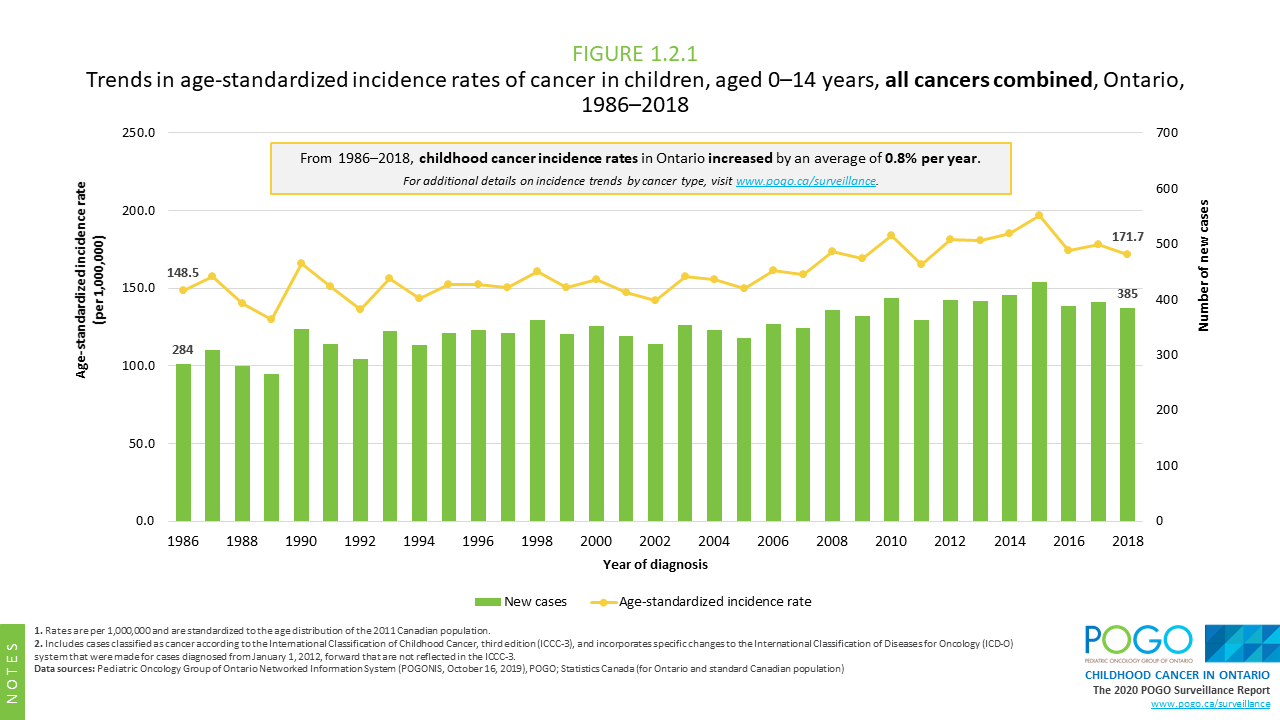 FIGURE 1.2.1
Trends in age-standardized incidence rates of cancer in children, aged 0–14 years, all cancers combined, Ontario,
1986–2018
250.0
200.0
150.0
100.0
50.0
0.0
Age-standardized incidence rate
(per 1,000,000)
From 1986–2018, childhood cancer incidence rates in Ontario increased by an average of 0.8% per year.
For additional details on incidence trends by cancer type, visit www.pogo.ca/surveillance.
148.5
284
171.7
385
700
600
500
400
300
200
100
0
Number of new cases
1986 1988 1990 1992 1994 1996 1998 2000 2002 2004 2006 2008 2010 2012 2014 2016 2018
Year of diagnosis
New cases Age-standardized incidence rate
NOTES
1. Rates are per 1,000,000 and are standardized to the age distribution of the 2011 Canadian population.
2. Includes cases classified as cancer according to the International Classification of Childhood Cancer, third edition (ICCC-3), and incorporates specific changes to the International Classification of Diseases for Oncology (ICD-O)
system that were made for cases diagnosed from January 1, 2012, forward that are not reflected in the ICCC-3.
Data sources: Pediatric Oncology Group of Ontario Networked Information System (POGONIS, October 16, 2019), POGO; Statistics Canada (for Ontario and standard Canadian population)
POGO
PEDIATRIC ONCOLOGY GROUP OF ONTARIO
CHILDHOOD CANCER IN ONTARIO
The 2020 POGO Surveillance Report
www.pogo.ca/surveillance